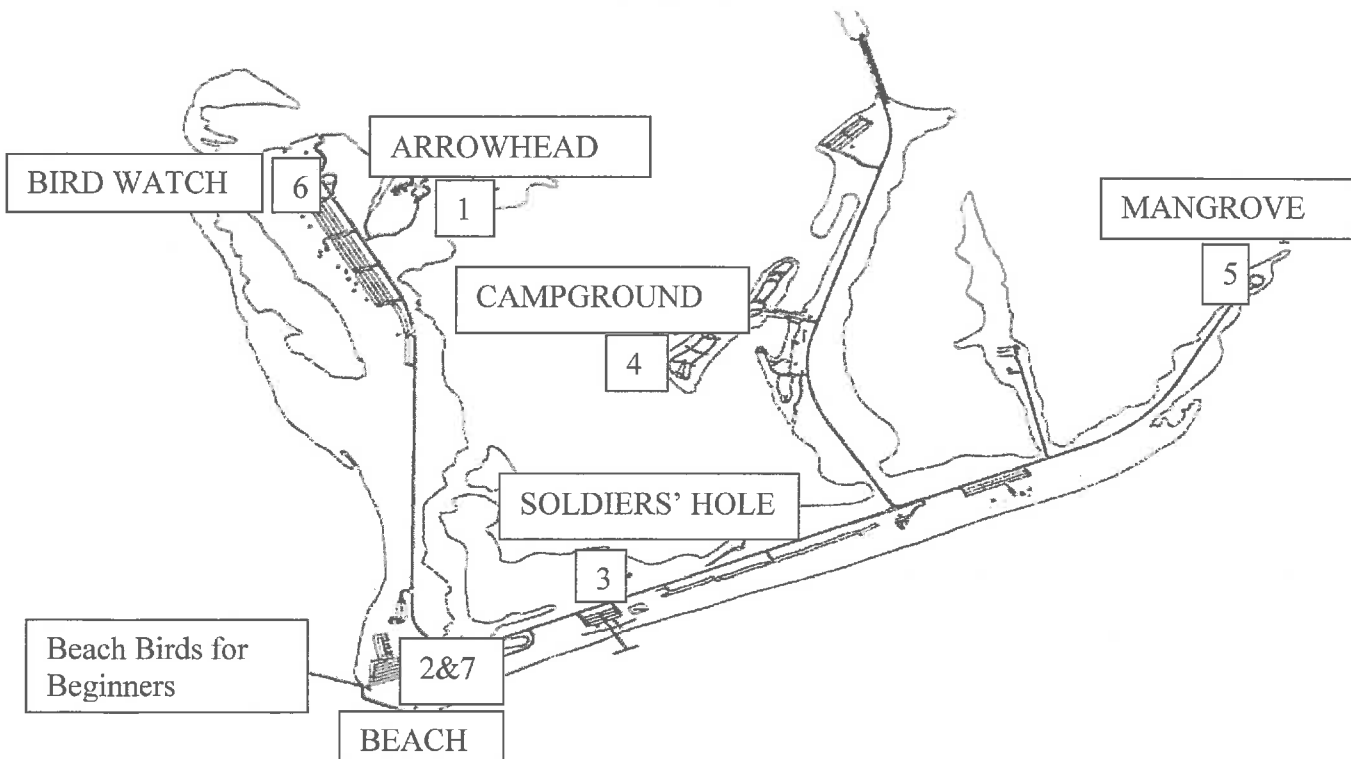 ARROWHEAD
BIRD WATCH
6
1
MANGROVE
5
CAMPGROUND
4
SOLDIERS' HOLE
3
Beach Birds for
Beginners
2&7
BEACH